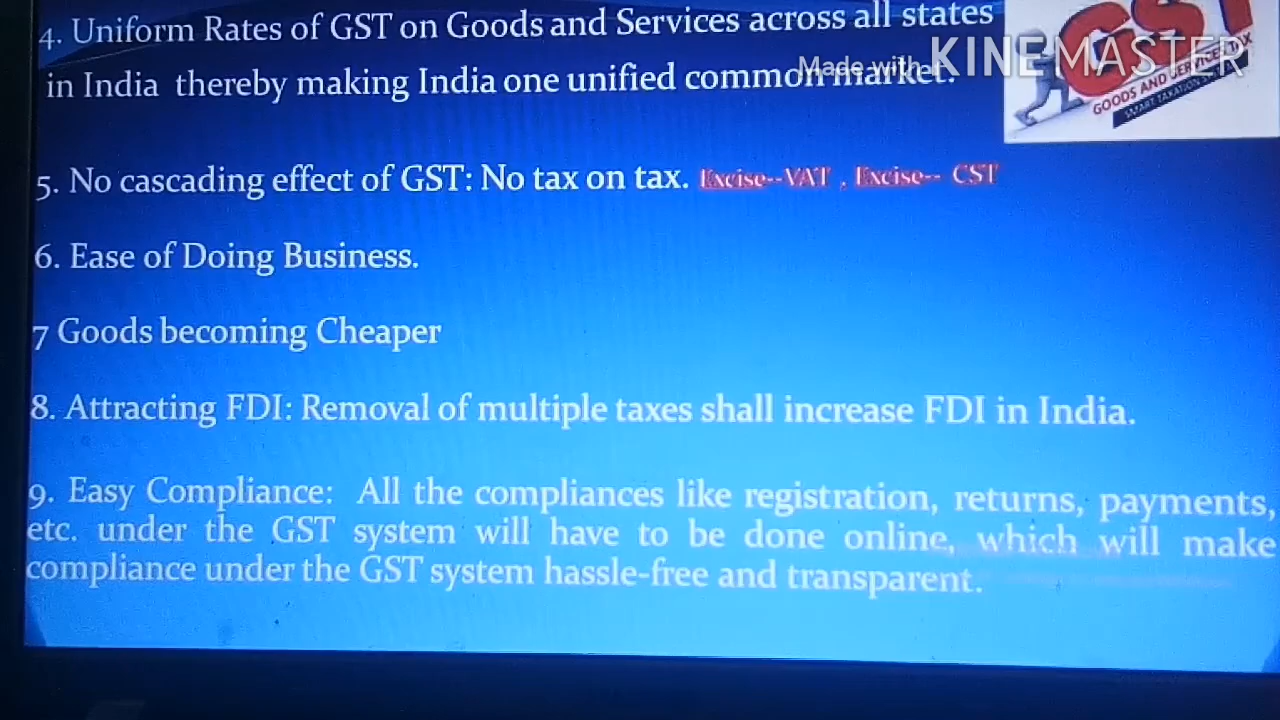 4. Uniform Rates of GST on Goods and Services across all states
in India thereby making India one unified common market.
Made with
KINEMASTER
GST
GOODS AND SERVICE TAX
5. No cascading effect of GST: No tax on tax. Excise--VAT , Excise-- CST
6. Ease of Doing Business.
7 Goods becoming Cheaper
8. Attracting FDI: Removal of multiple taxes shall increase FDI in India.
9. Easy Compliance: All the compliances like registration, returns, payments,
etc. under the GST system will have to be done online, which will make
compliance under the GST system hassle-free and transparent.